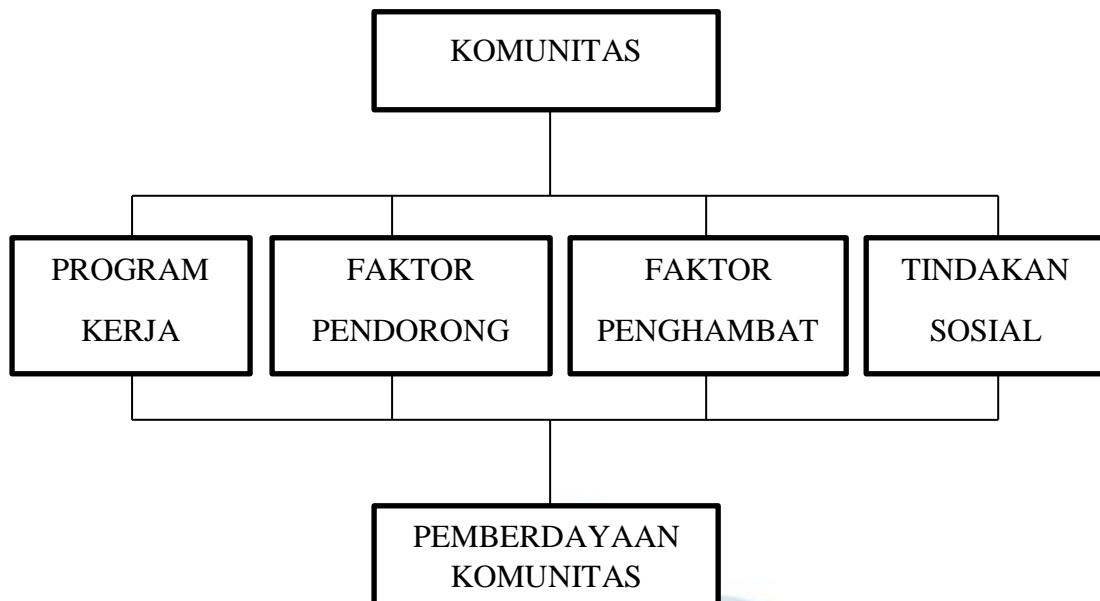 KOMUNITAS
PROGRAM
KERJA
FAKTOR
PENDORONG
FAKTOR
PENGHAMBAT
TINDAKAN
SOSIAL
PEMBERDAYAAN
KOMUNITAS